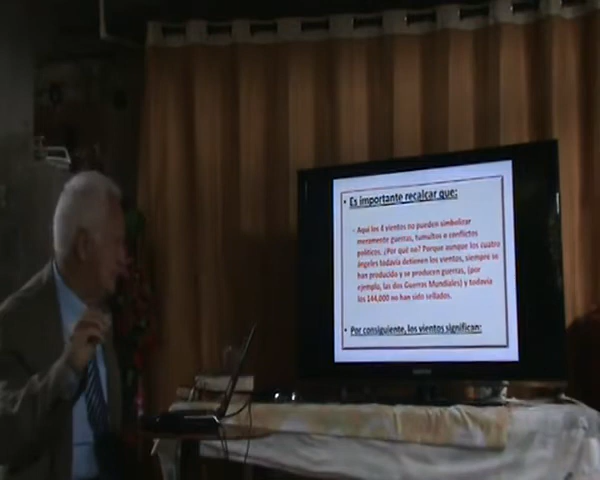 • Es importante recalcar que:
– Aquí los 4 vientos no pueden simbolizar
meramente guerras, tumultos o conflictos
políticos. ¿Por qué no? Porque aunque los cuatro
ángeles todavía detienen los vientos, siempre se
han producido y se producen guerras, (por
ejemplo, las dos Guerras Mundiales) y todavía
los 144,000 no han sido sellados.
• Por consiguiente, los vientos significan: